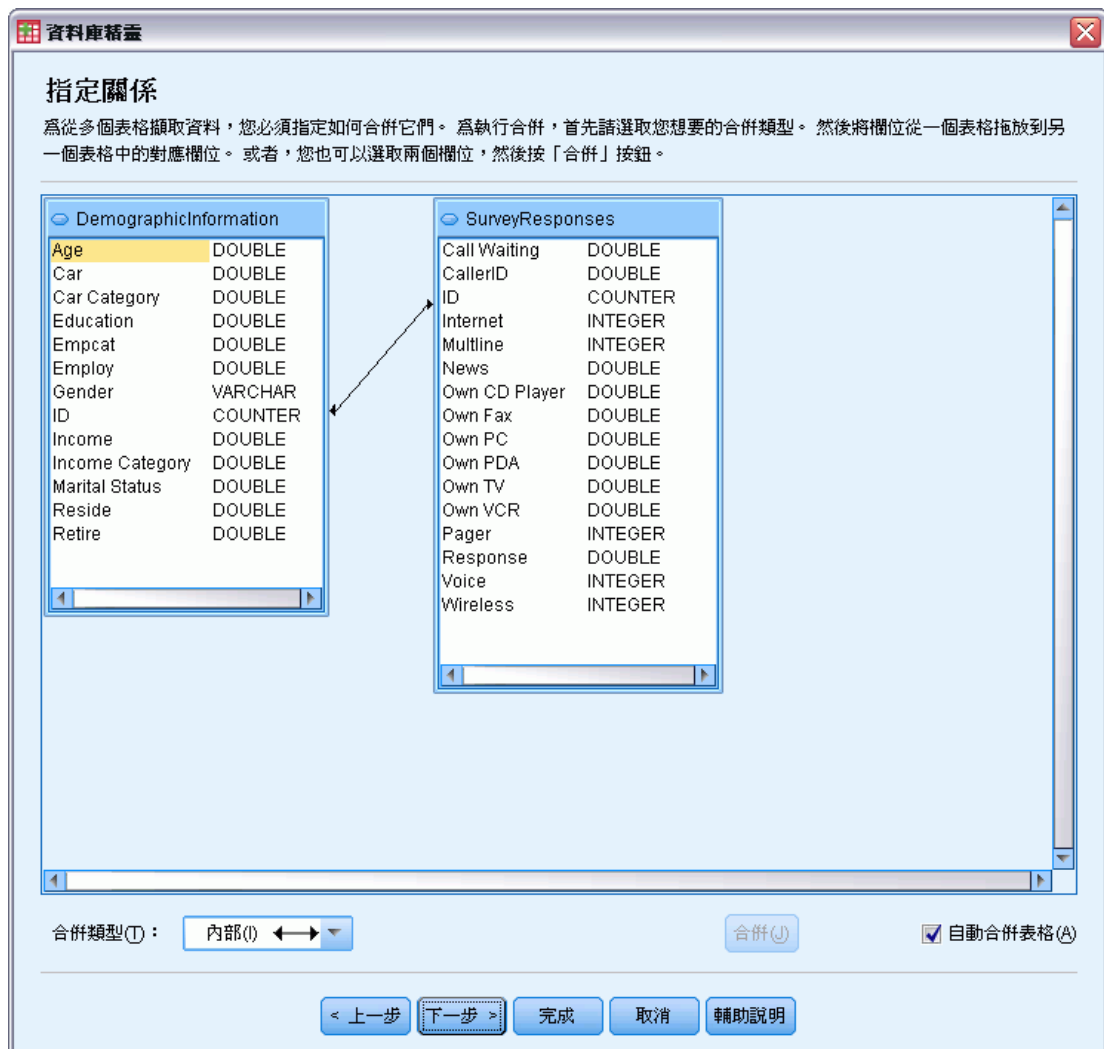 資料庫精靈
指定關係
為從多個表格擷取資料，您必須指定如何合併它們。 為執行合併，首先請選取您想要的合併類型。 然後將欄位從一個表格拖放到另
一個表格中的對應欄位。 或者，您也可以選取兩個欄位，然後按「合併」按鈕。
DemographicInformation
Age DOUBLE
Car DOUBLE
Car Category DOUBLE
Education DOUBLE
Empcat DOUBLE
Employ DOUBLE
Gender VARCHAR
ID COUNTER
Income DOUBLE
Income Category DOUBLE
Marital Status DOUBLE
Reside DOUBLE
Retire DOUBLE
SurveyResponses
Call Waiting DOUBLE
CallerID DOUBLE
ID COUNTER
Internet INTEGER
Multline INTEGER
News DOUBLE
Own CD Player DOUBLE
Own Fax DOUBLE
Own PC DOUBLE
Own PDA DOUBLE
Own TV DOUBLE
Own VCR DOUBLE
Pager INTEGER
Response DOUBLE
Voice INTEGER
Wireless INTEGER
合併類型(T)： 內部(I) 合併(J) 自動合併表格(A)
< 上一步 下一步 > 完成 取消 輔助說明